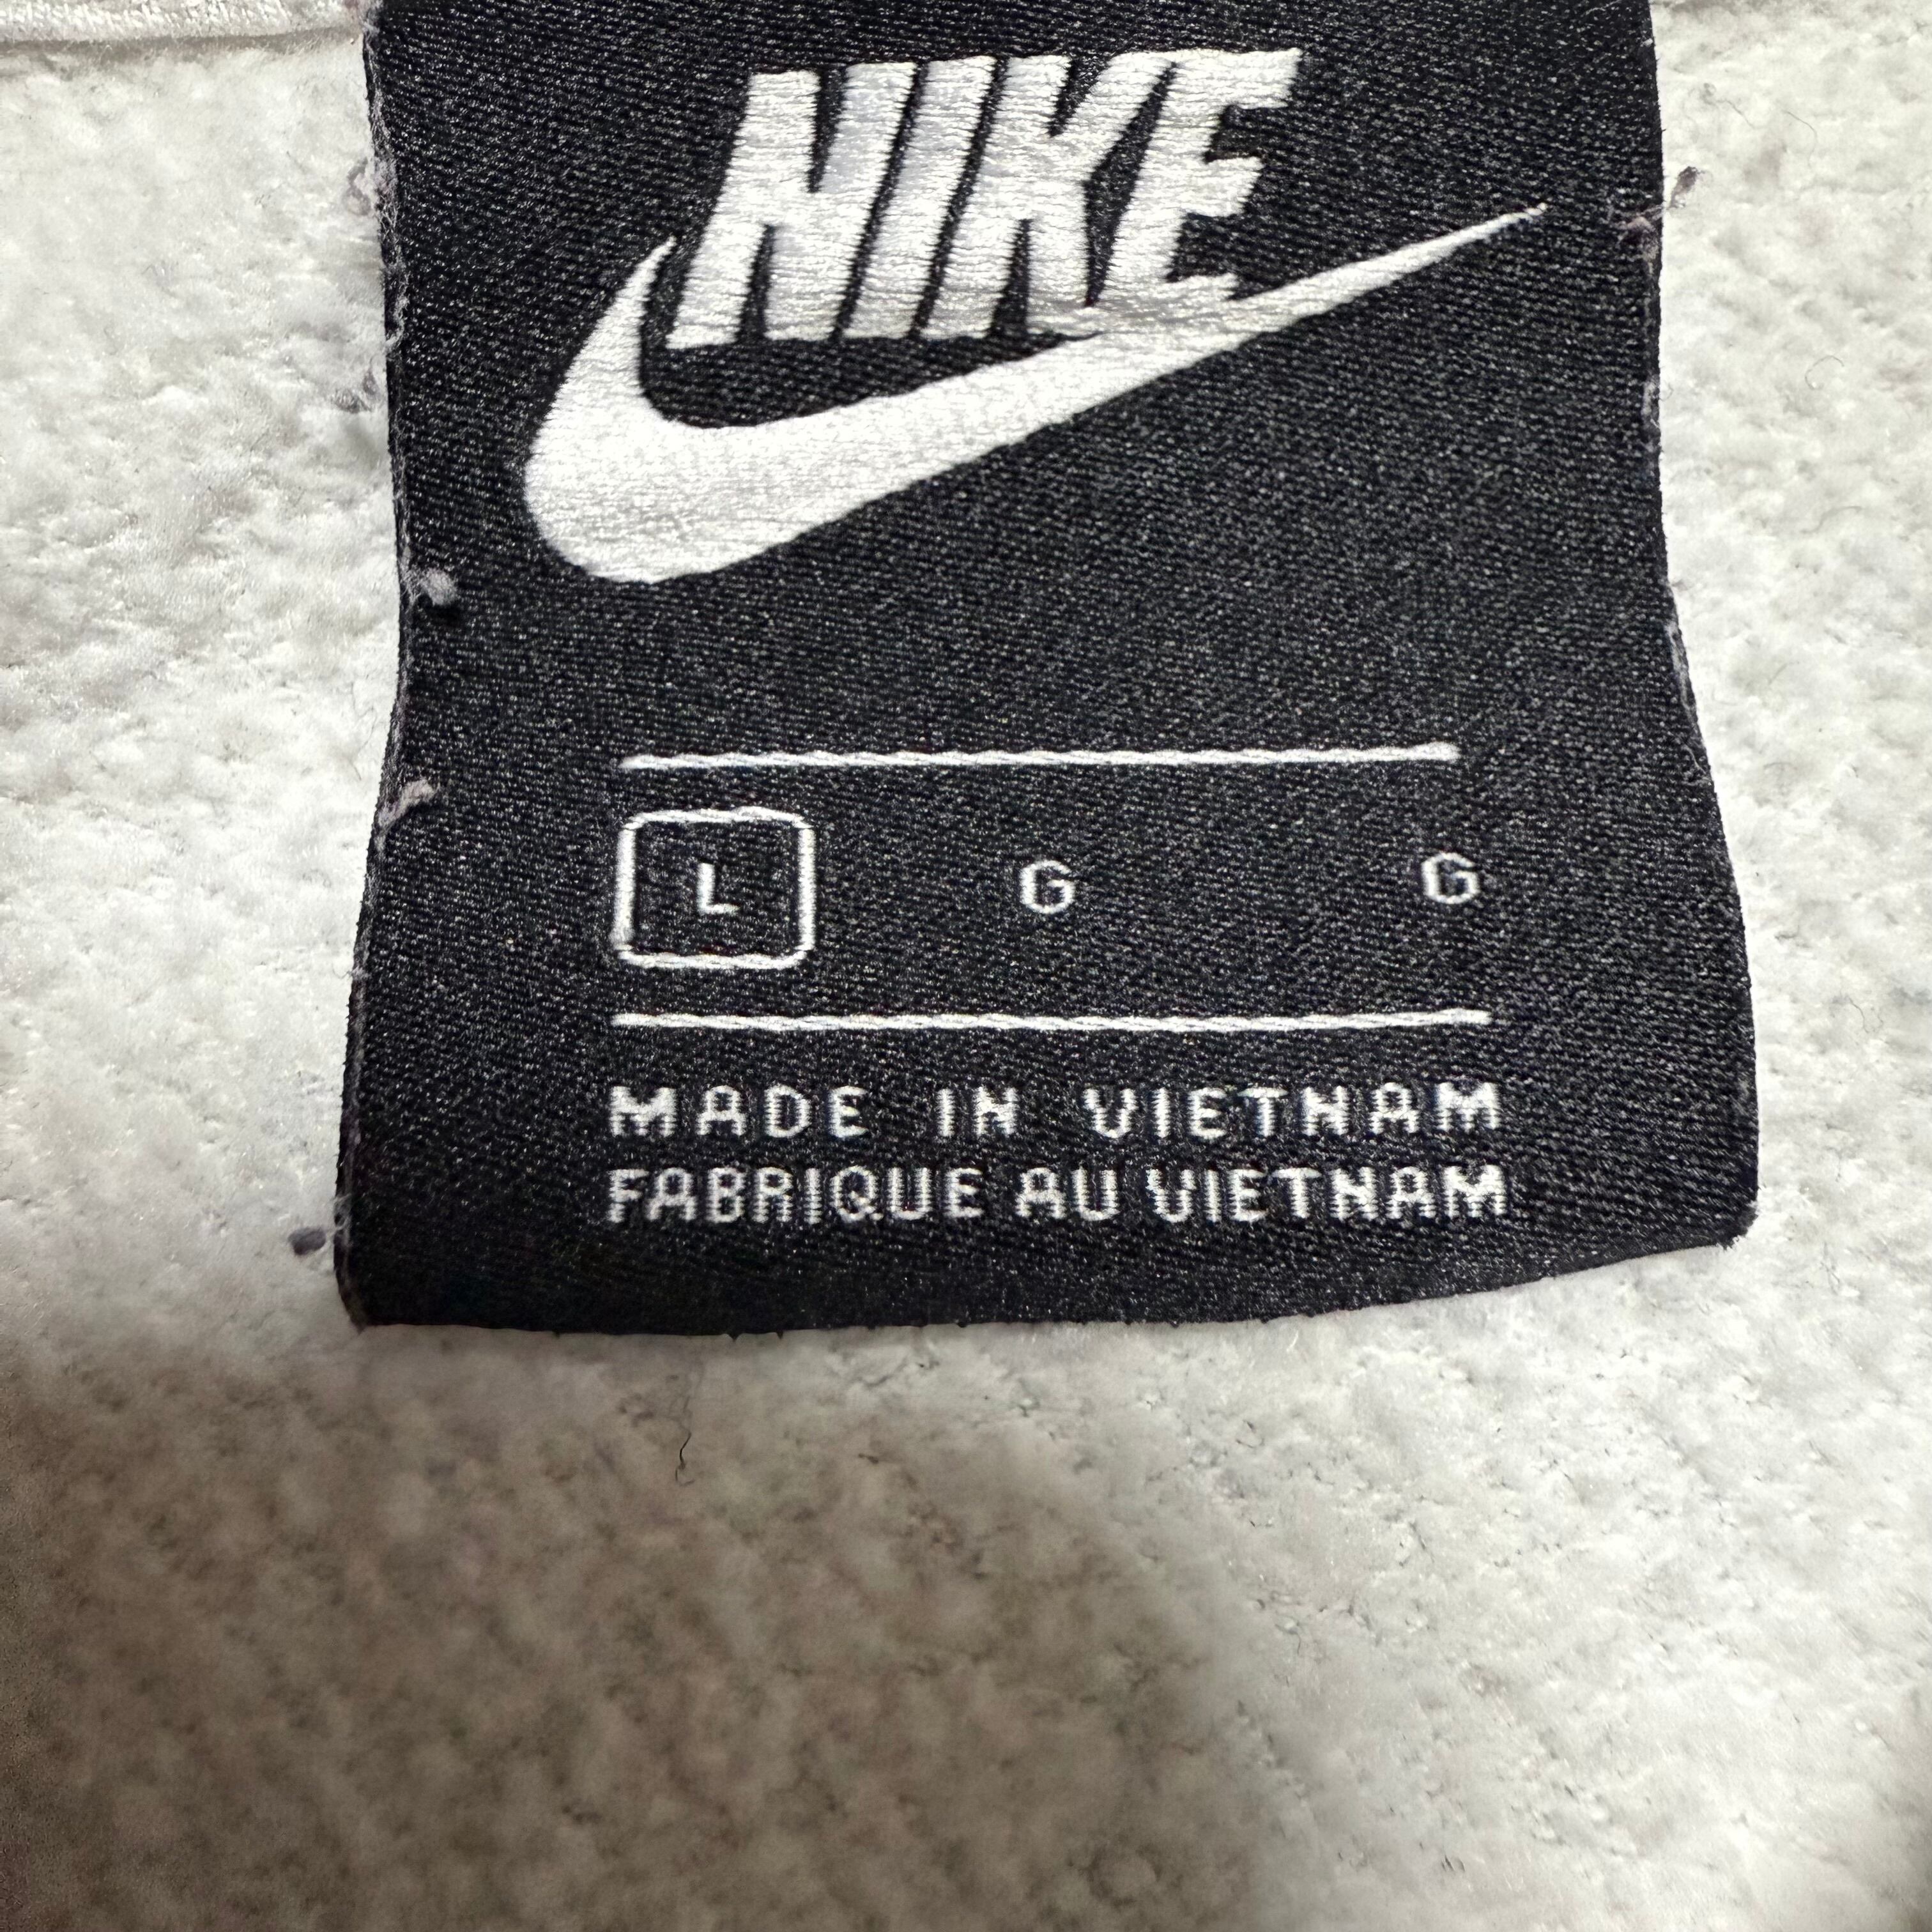 NIKE
L G G
MADE IN VIETNAM
FABRIQUE AU VIETNAM